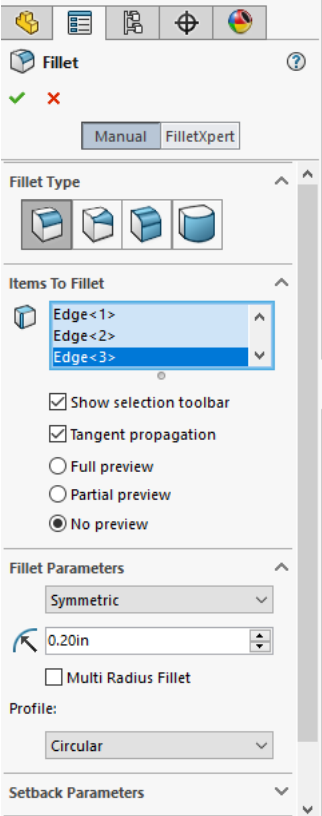 Fillet
Manual FilletXpert
Fillet Type
Items To Fillet
Edge<1>
Edge<2>
Edge<3>
Show selection toolbar
Tangent propagation
Full preview
Partial preview
No preview
Fillet Parameters
Symmetric
0.20in
Multi Radius Fillet
Profile:
Circular
Setback Parameters